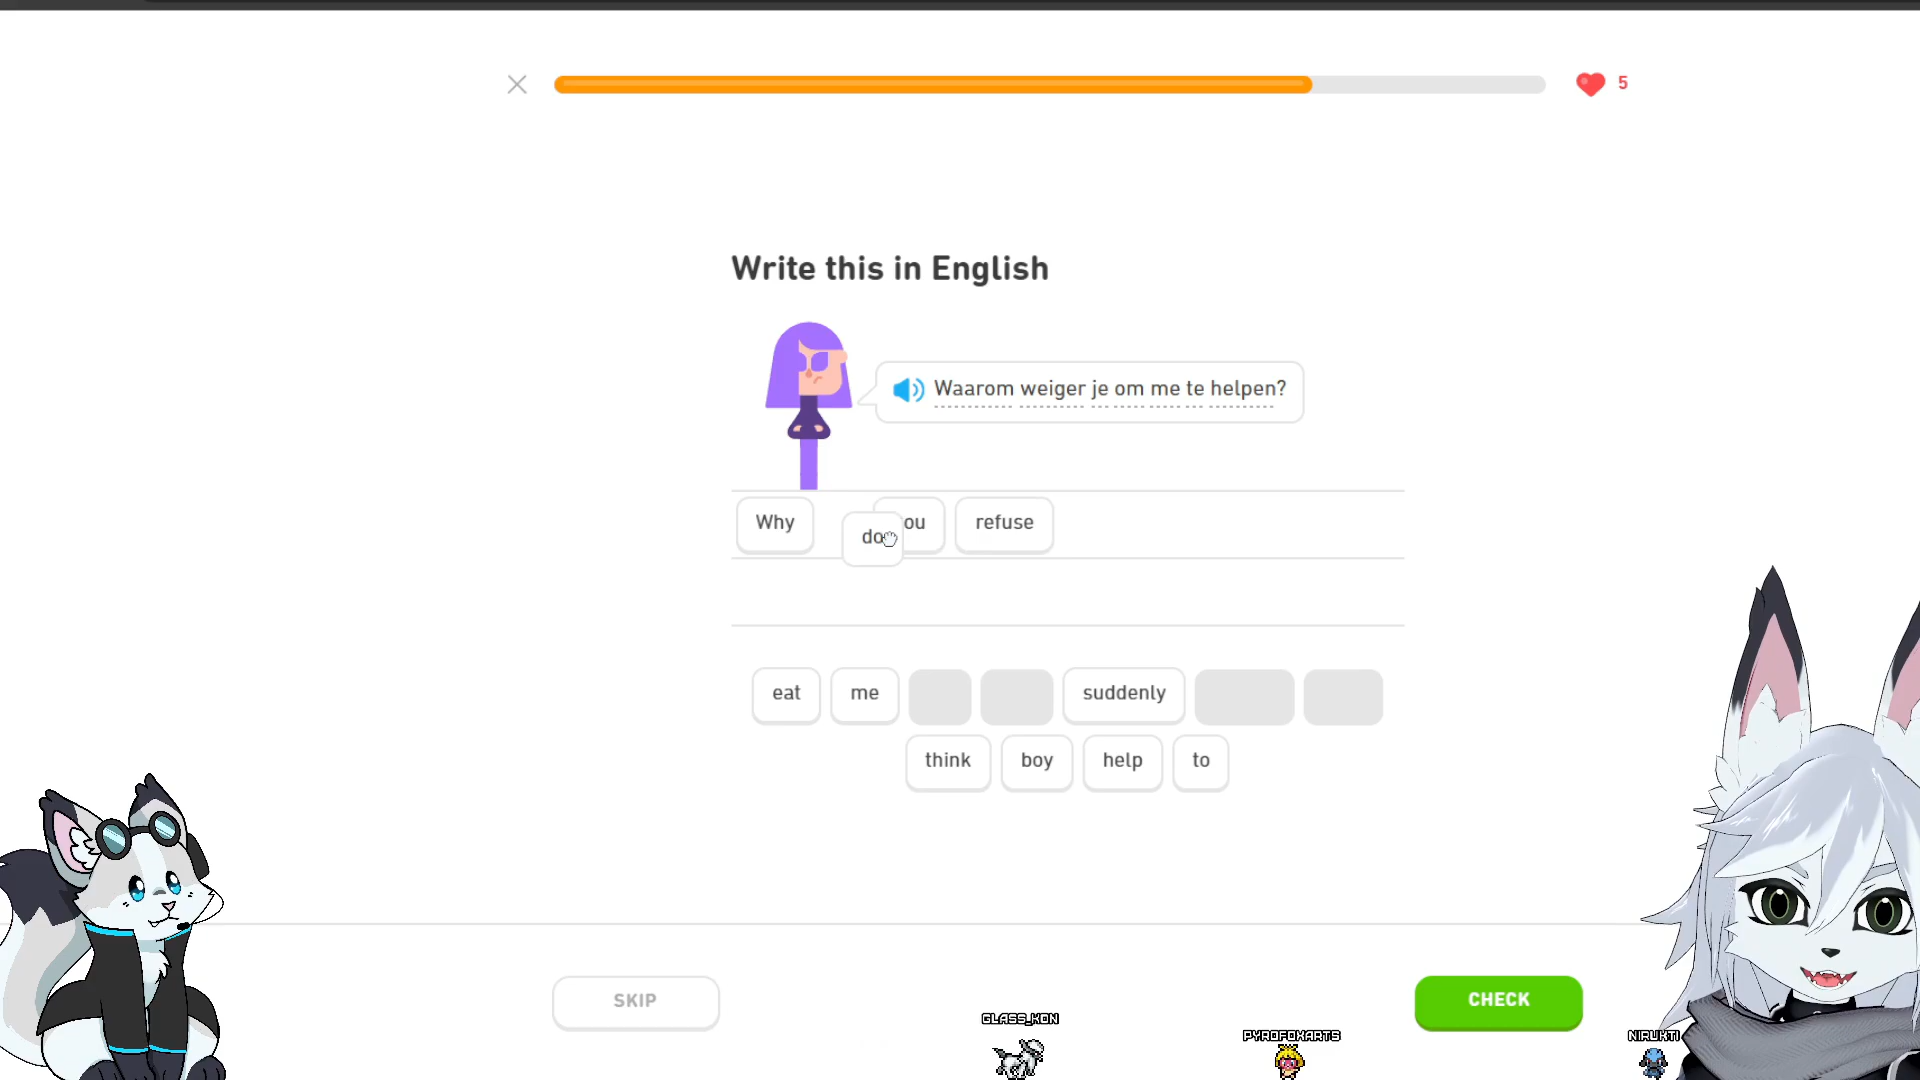 5
Write this in English
Waarom weiger je om me te helpen?
Why do ou refuse
eat me suddenly
think boy help to
SKIP CHECK
GLASS_KON
PYROFOXARTS
NIRUKTI